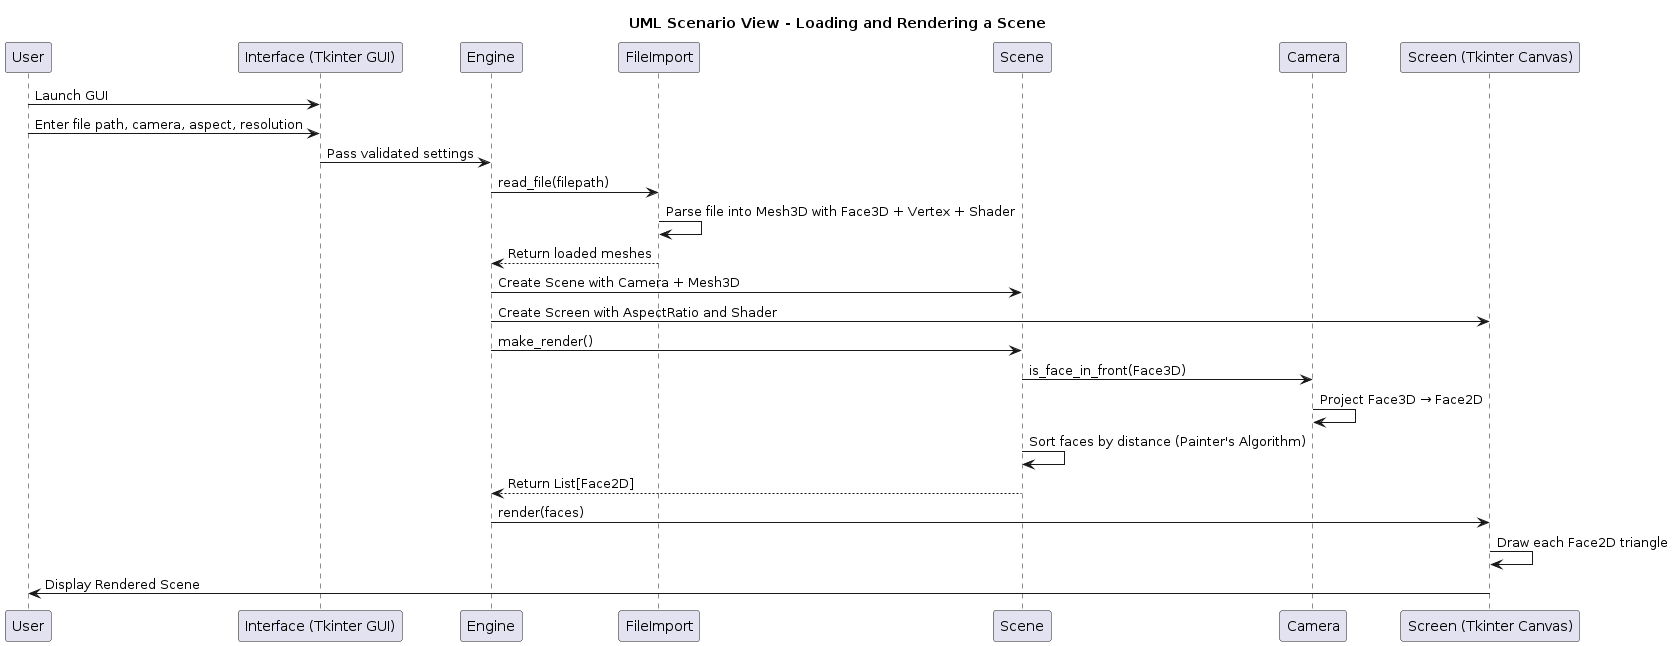 UML Scenario View - Loading and Rendering a Scene
User
Interface (Tkinter GUI)
Engine
FileImport
Scene
Camera
Screen (Tkinter Canvas)
Launch GUI
Enter file path, camera, aspect, resolution
Pass validated settings
read_file(filepath)
Parse file into Mesh3D with Face3D + Vertex + Shader
Return loaded meshes
Create Scene with Camera + Mesh3D
Create Screen with AspectRatio and Shader
make_render()
is_face_in_front(Face3D)
Project Face3D → Face2D
Sort faces by distance (Painter's Algorithm)
Return List[Face2D]
render(faces)
Draw each Face2D triangle
Display Rendered Scene
User
Interface (Tkinter GUI)
Engine
FileImport
Scene
Camera
Screen (Tkinter Canvas)